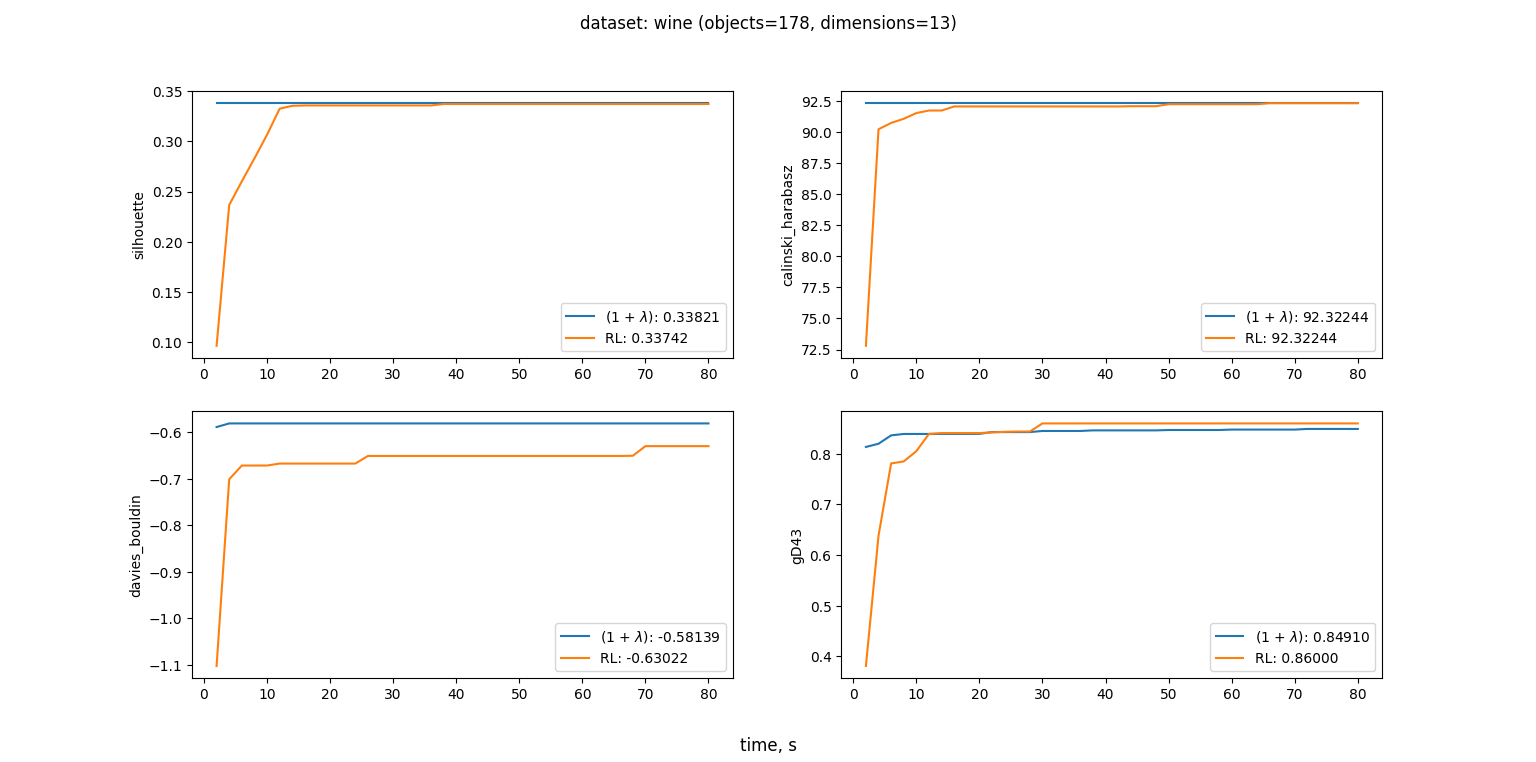 dataset: wine (objects=178, dimensions=13)
silhouette
0.35
0.30
0.25
0.20
0.15
0.10
0 10 20 30 40 50 60 70 80
(1 + λ): 0.33821
RL: 0.33742
calinski_harabasz
92.5
90.0
87.5
85.0
82.5
80.0
77.5
75.0
72.5
0 10 20 30 40 50 60 70 80
(1 + λ): 92.32244
RL: 92.32244
davies_bouldin
−0.6
−0.7
−0.8
−0.9
−1.0
−1.1
0 10 20 30 40 50 60 70 80
(1 + λ): -0.58139
RL: -0.63022
gD43
0.8
0.7
0.6
0.5
0.4
0 10 20 30 40 50 60 70 80
(1 + λ): 0.84910
RL: 0.86000
time, s